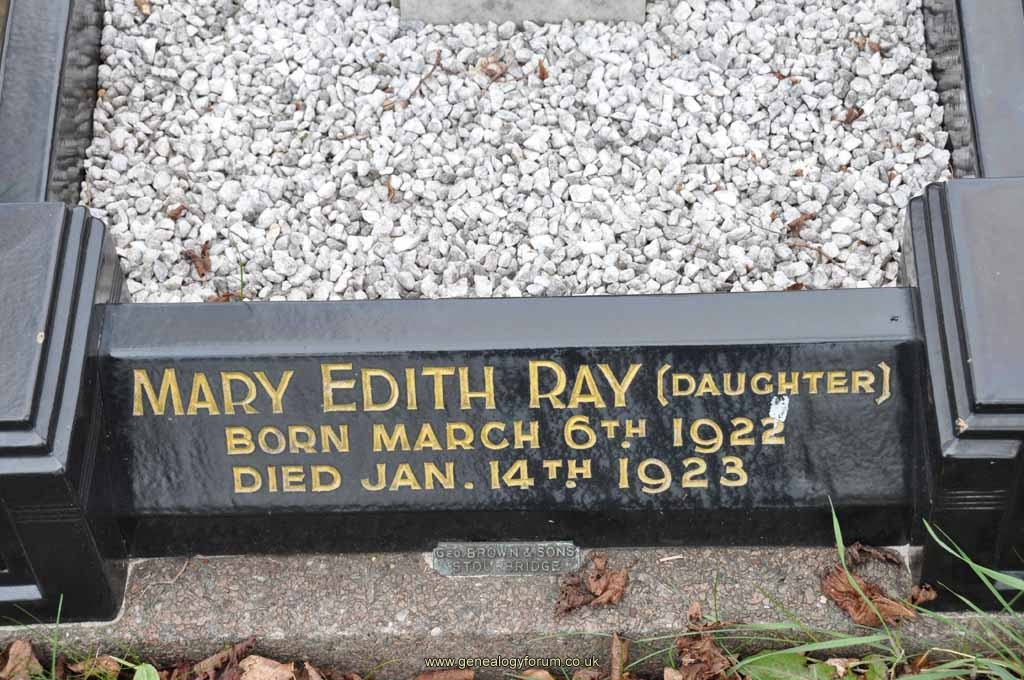 MARY EDITH RAY (DAUGHTER)
BORN MARCH 6TH. 1922
DIED JAN. 14TH. 1923
GEO. BROWN & SONS
STOURBRIDGE
www.genealogyforum.co.uk